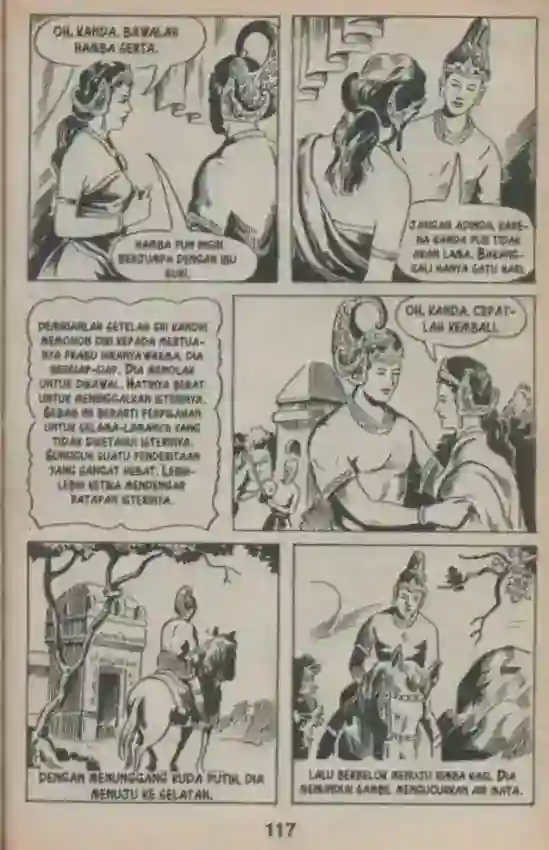 OH, KANDA, BAWALAH
HAMBA SERTA.
HAMBA PUN INGIN
BERJUMPA DENGAN IBU
SURI.
JANGAN ADINDA, KARE-
NA KANDA PUN TIDAK
AKAN LAMA. BARANG-
KALI HANYA SATU HARI.
DEMIKIANLAH SETELAH SRI KANDHI
MEMOHON DIRI KEPADA MERTUA-
NYA PRABU HIRANYAWARMA, DIA
BERSIAP-SIAP. DIA MENOLAK
UNTUK DIKAWAL. HATINYA BERAT
UNTUK MENINGGALKAN ISTERINYA.
SEBAB INI BERARTI PERPISAHAN
UNTUK SELAMA-LAMANYA YANG
TIDAK DIKETAHUI ISTERINYA.
SUNGGUH SUATU PENDERITAAN
YANG SANGAT HEBAT. LEBIH-
LEBIH KETIKA MENDENGAR
RATAPAN ISTERINYA.
OH, KANDA, CEPAT-
LAH KEMBALI.
DENGAN MENUNGGANG KUDA PUTIH, DIA
MENUJU KE SELATAN.
LALU BERBELOK MENUJU RIMBA RAYA. DIA
MENUNDUK SAMBIL MENGUCURKAN AIR MATA.
117